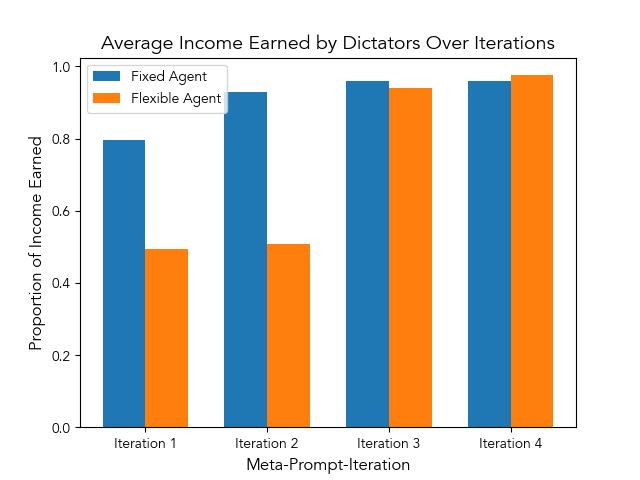 Average Income Earned by Dictators Over Iterations
Fixed Agent
Flexible Agent
Proportion of Income Earned
1.0
0.8
0.6
0.4
0.2
0.0
Iteration 1
Iteration 2
Iteration 3
Iteration 4
Meta-Prompt-Iteration